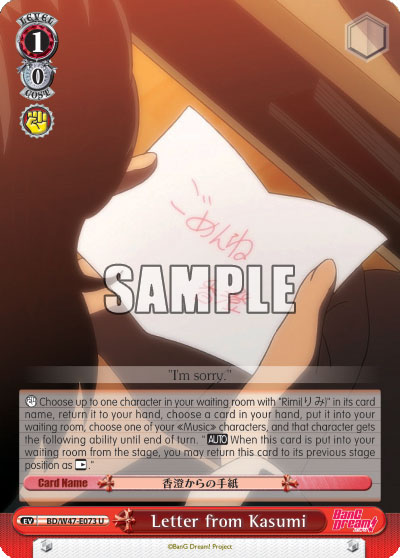 LEVEL
1
0
COST
ごめんね
香澄
SAMPLE
"I'm sorry."
Choose up to one character in your waiting room with "Rimi(りみ)" in its card
name, return it to your hand, choose a card in your hand, put it into your
waiting room, choose one of your «Music» characters, and that character gets
the following ability until end of turn. "AUTO When this card is put into your
waiting room from the stage, you may return this card to its previous stage
position as ."
Card Name 香澄からの手紙
EV BD/W47-E073 U Letter from Kasumi BanG Dream!
©BanG Dream! Project